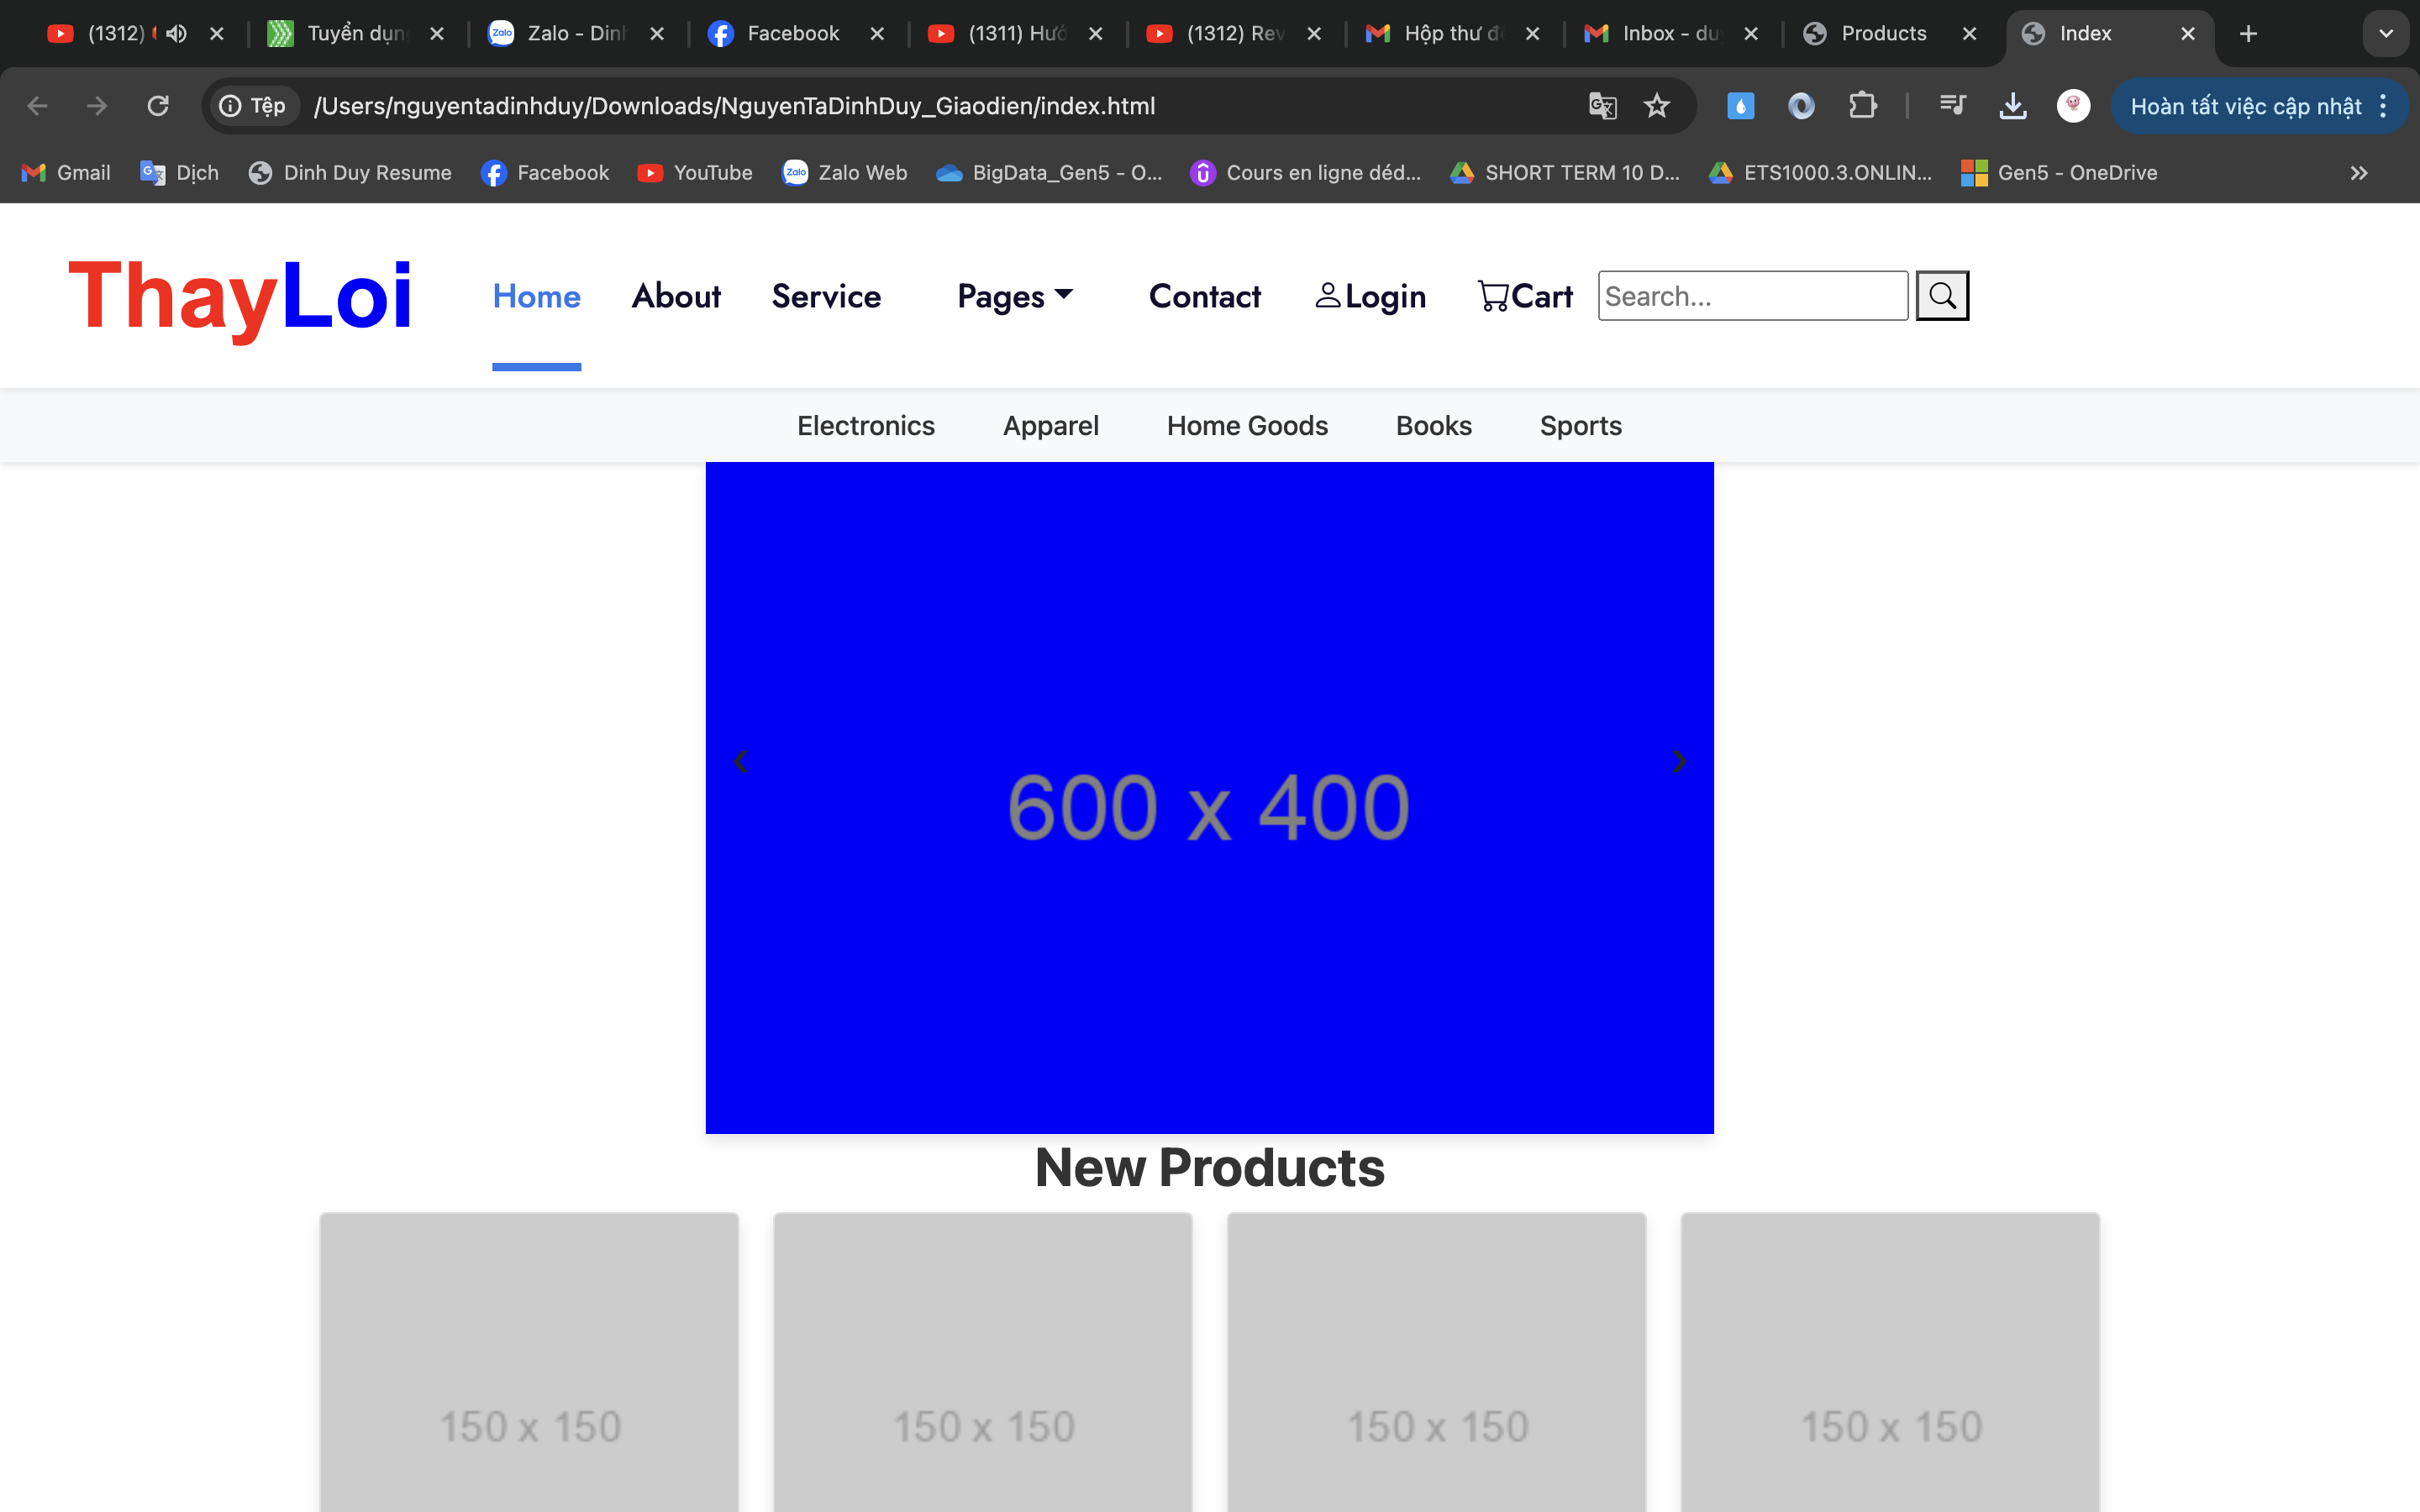 (1312)
Tuyển dụn
Zalo - Dinh
Facebook
(1311) Hướ
(1312) Rev
Hộp thư đ
Inbox - du
Products
Index
Tệp
/Users/nguyentadinhduy/Downloads/NguyenTaDinhDuy_Giaodien/index.html
Hoàn tất việc cập nhật
Gmail
Dịch
Dinh Duy Resume
Facebook
YouTube
Zalo Web
BigData_Gen5 - O...
Cours en ligne déd...
SHORT TERM 10 D...
ETS1000.3.ONLIN...
Gen5 - OneDrive
ThayLoi
Home
About
Service
Pages
Contact
Login
Cart
Search...
Electronics
Apparel
Home Goods
Books
Sports
600 x 400
New Products
150 x 150
150 x 150
150 x 150
150 x 150